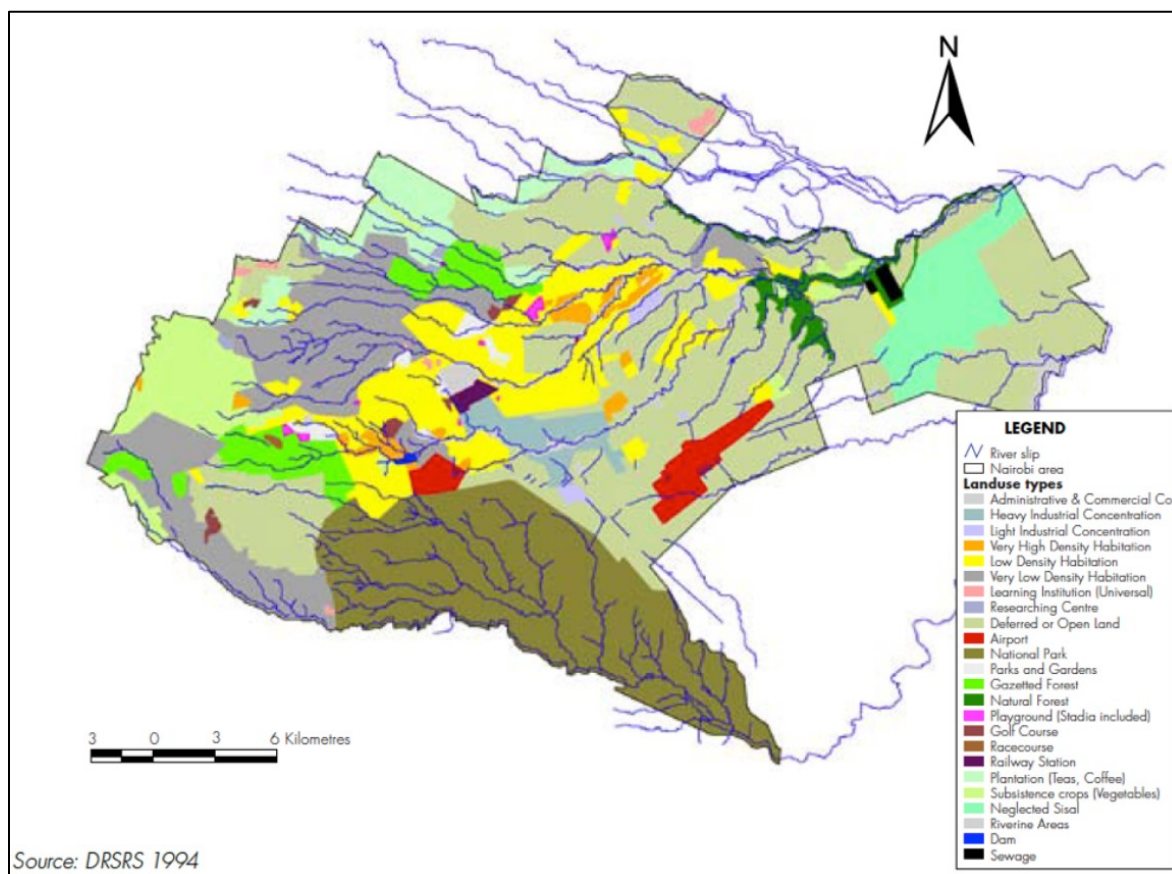 N
LEGEND
River slip
Nairobi area
Landuse types
Administrative & Commercial Co
Heavy Industrial Concentration
Light Industrial Concentration
Very High Density Habitation
Low Density Habitation
Very Low Density Habitation
Learning Institution (Universal)
Researching Centre
Deferred or Open Land
Airport
National Park
Parks and Gardens
Gazetted Forest
Natural Forest
Playground (Stadia included)
Golf Course
Racecourse
Railway Station
Plantation (Teas, Coffee)
Subsistence crops (Vegetables)
Neglected Sisal
Riverine Areas
Dam
Sewage
3 0 3 6 Kilometres
Source: DRSRS 1994